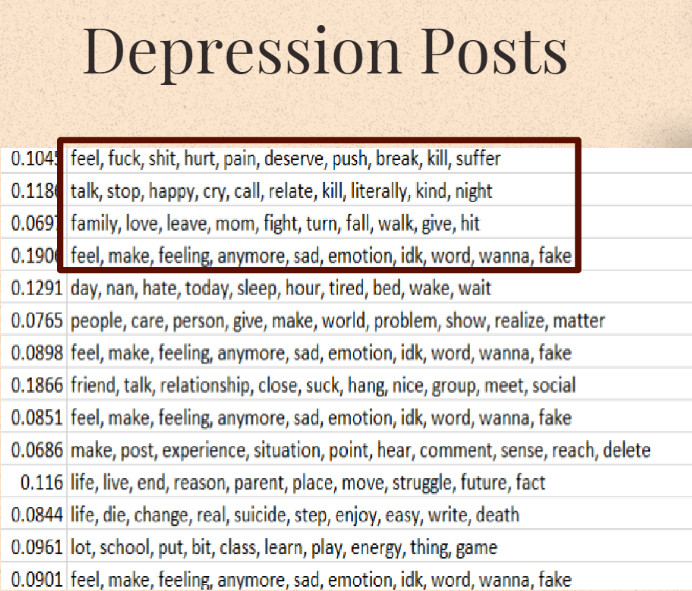 Depression Posts
0.1045 feel, fuck, shit, hurt, pain, deserve, push, break, kill, suffer
0.1186 talk, stop, happy, cry, call, relate, kill, literally, kind, night
0.0697 family, love, leave, mom, fight, turn, fall, walk, give, hit
0.1906 feel, make, feeling, anymore, sad, emotion, idk, word, wanna, fake
0.1291 day, nan, hate, today, sleep, hour, tired, bed, wake, wait
0.0765 people, care, person, give, make, world, problem, show, realize, matter
0.0898 feel, make, feeling, anymore, sad, emotion, idk, word, wanna, fake
0.1866 friend, talk, relationship, close, suck, hang, nice, group, meet, social
0.0851 feel, make, feeling, anymore, sad, emotion, idk, word, wanna, fake
0.0686 make, post, experience, situation, point, hear, comment, sense, reach, delete
0.116 life, live, end, reason, parent, place, move, struggle, future, fact
0.0844 life, die, change, real, suicide, step, enjoy, easy, write, death
0.0961 lot, school, put, bit, class, learn, play, energy, thing, game
0.0901 feel, make, feeling, anymore, sad, emotion, idk, word, wanna, fake